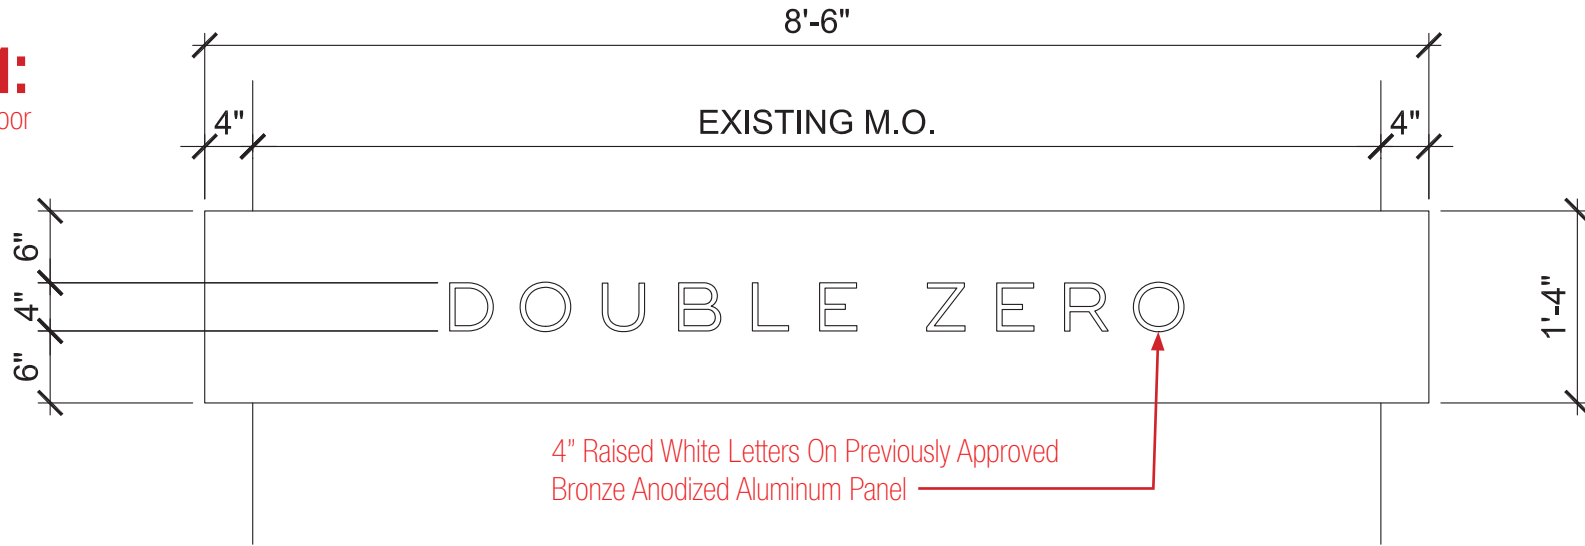 8'-6"
4" EXISTING M.O. 4"
6"
4"
6"
DOUBLE ZERO
1'-4"
4” Raised White Letters On Previously Approved
Bronze Anodized Aluminum Panel